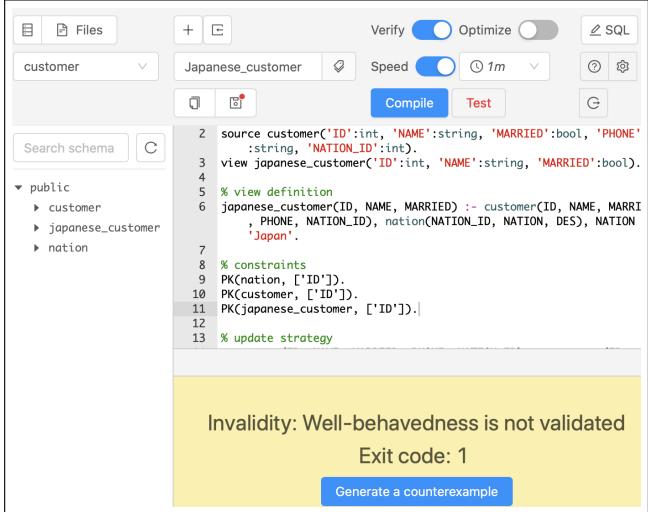 Files
Verify
Optimize
SQL
customer
Japanese_customer
Speed
1m
Compile
Test
Search schema
public
customer
japanese_customer
nation
2 source customer('ID':int, 'NAME':string, 'MARRIED':bool, 'PHONE'
:string, 'NATION_ID':int).
3 view japanese_customer('ID':int, 'NAME':string, 'MARRIED':bool).
4
5 % view definition
6 japanese_customer(ID, NAME, MARRIED) :- customer(ID, NAME, MARRI
, PHONE, NATION_ID), nation(NATION_ID, NATION, DES), NATION
'Japan'.
7
8 % constraints
9 PK(nation, ['ID']).
10 PK(customer, ['ID']).
11 PK(japanese_customer, ['ID']).
12
13 % update strategy
Invalidity: Well-behavedness is not validated
Exit code: 1
Generate a counterexample